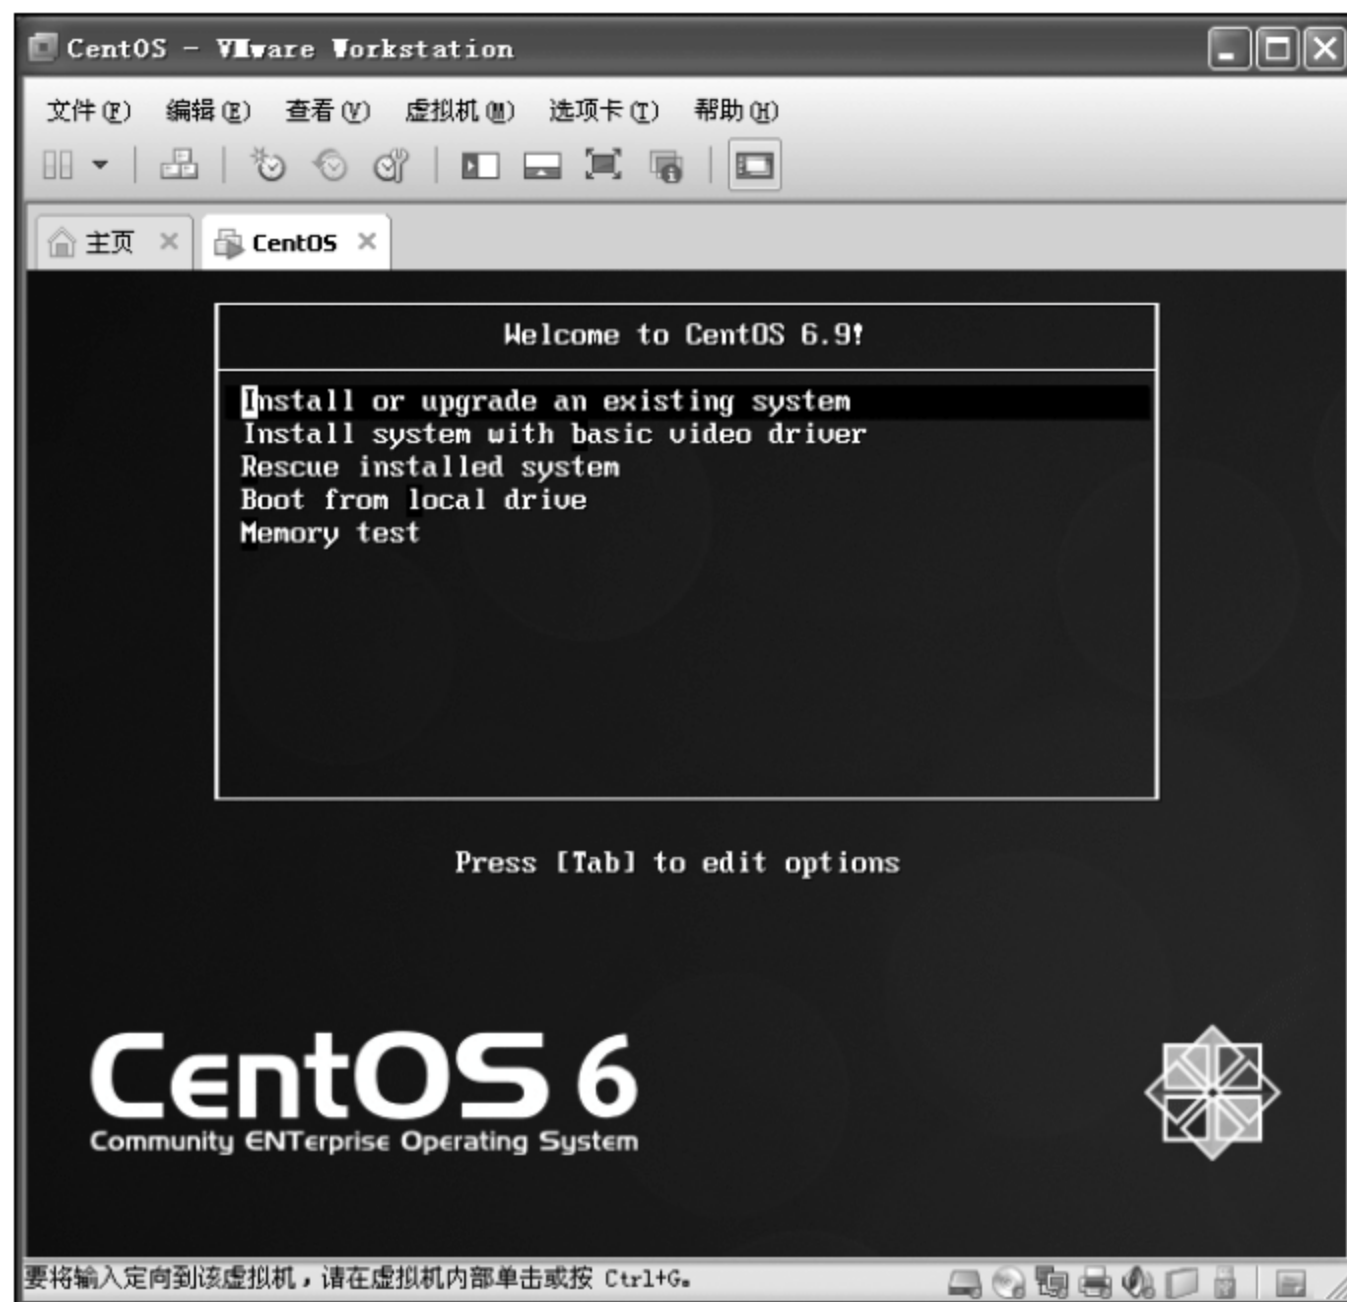 CentOS - VMware Workstation
文件(F) 编辑(E) 查看(V) 虚拟机(M) 选项卡(T) 帮助(H)
主页 CentOS
Welcome to CentOS 6.9!
Install or upgrade an existing system
Install system with basic video driver
Rescue installed system
Boot from local drive
Memory test
Press [Tab] to edit options
CentOS 6
Community ENTerprise Operating System
要将输入定向到该虚拟机，请在虚拟机内部单击或按 Ctrl+G。